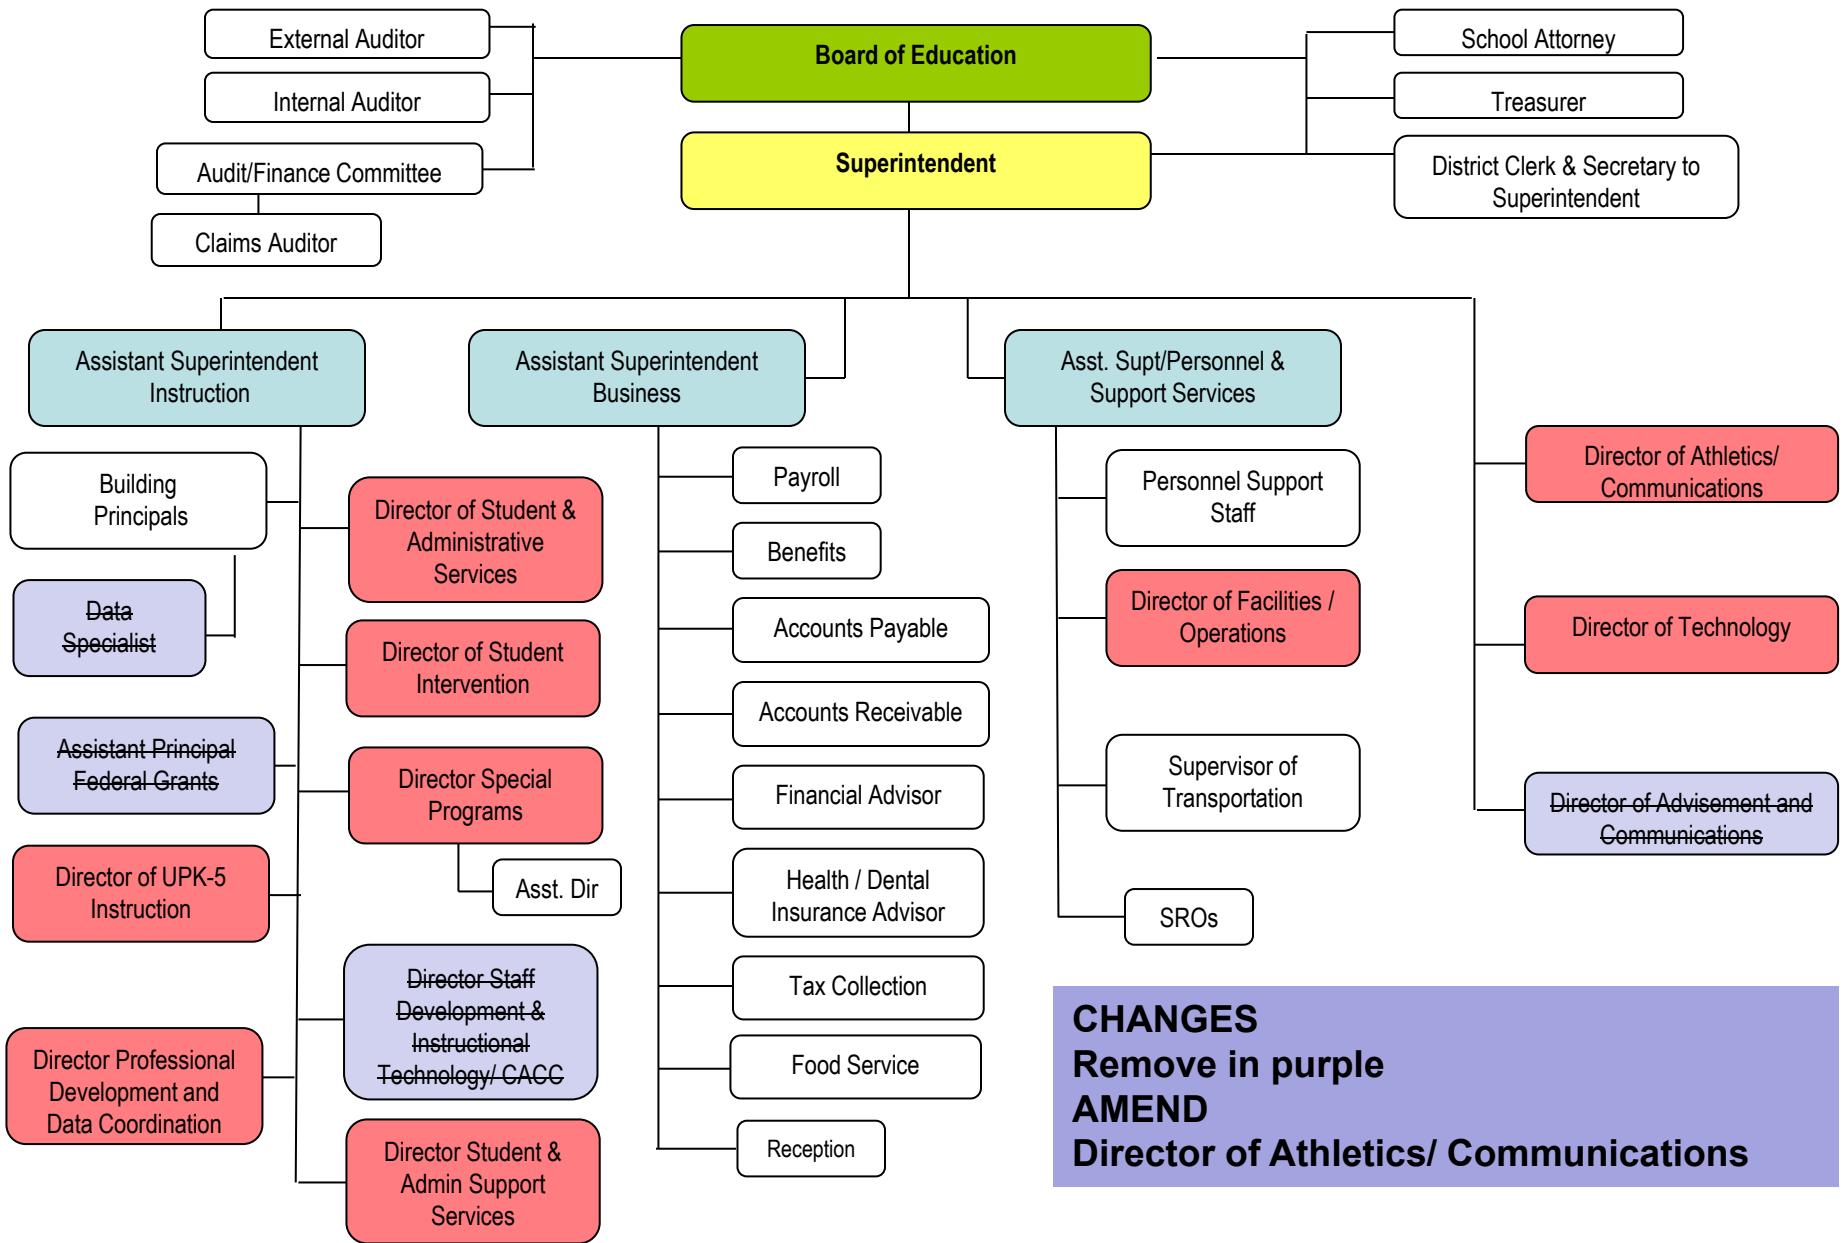 External Auditor
Internal Auditor
Audit/Finance Committee
Claims Auditor
Board of Education
Superintendent
School Attorney
Treasurer
District Clerk & Secretary to
Superintendent
Assistant Superintendent
Instruction
Building
Principals
Data
Specialist
Assistant Principal
Federal Grants
Director of UPK-5
Instruction
Director Professional
Development and
Data Coordination
Director of Student &
Administrative
Services
Director of Student
Intervention
Director Special
Programs
Asst. Dir
Director Staff
Development &
Instructional
Technology/ CACC
Director Student &
Admin Support
Services
Assistant Superintendent
Business
Payroll
Benefits
Accounts Payable
Accounts Receivable
Financial Advisor
Health / Dental
Insurance Advisor
Tax Collection
Food Service
Reception
Asst. Supt/Personnel &
Support Services
Personnel Support
Staff
Director of Facilities /
Operations
Supervisor of
Transportation
SROs
Director of Athletics/
Communications
Director of Technology
Director of Advisement and
Communications
CHANGES
Remove in purple
AMEND
Director of Athletics/ Communications